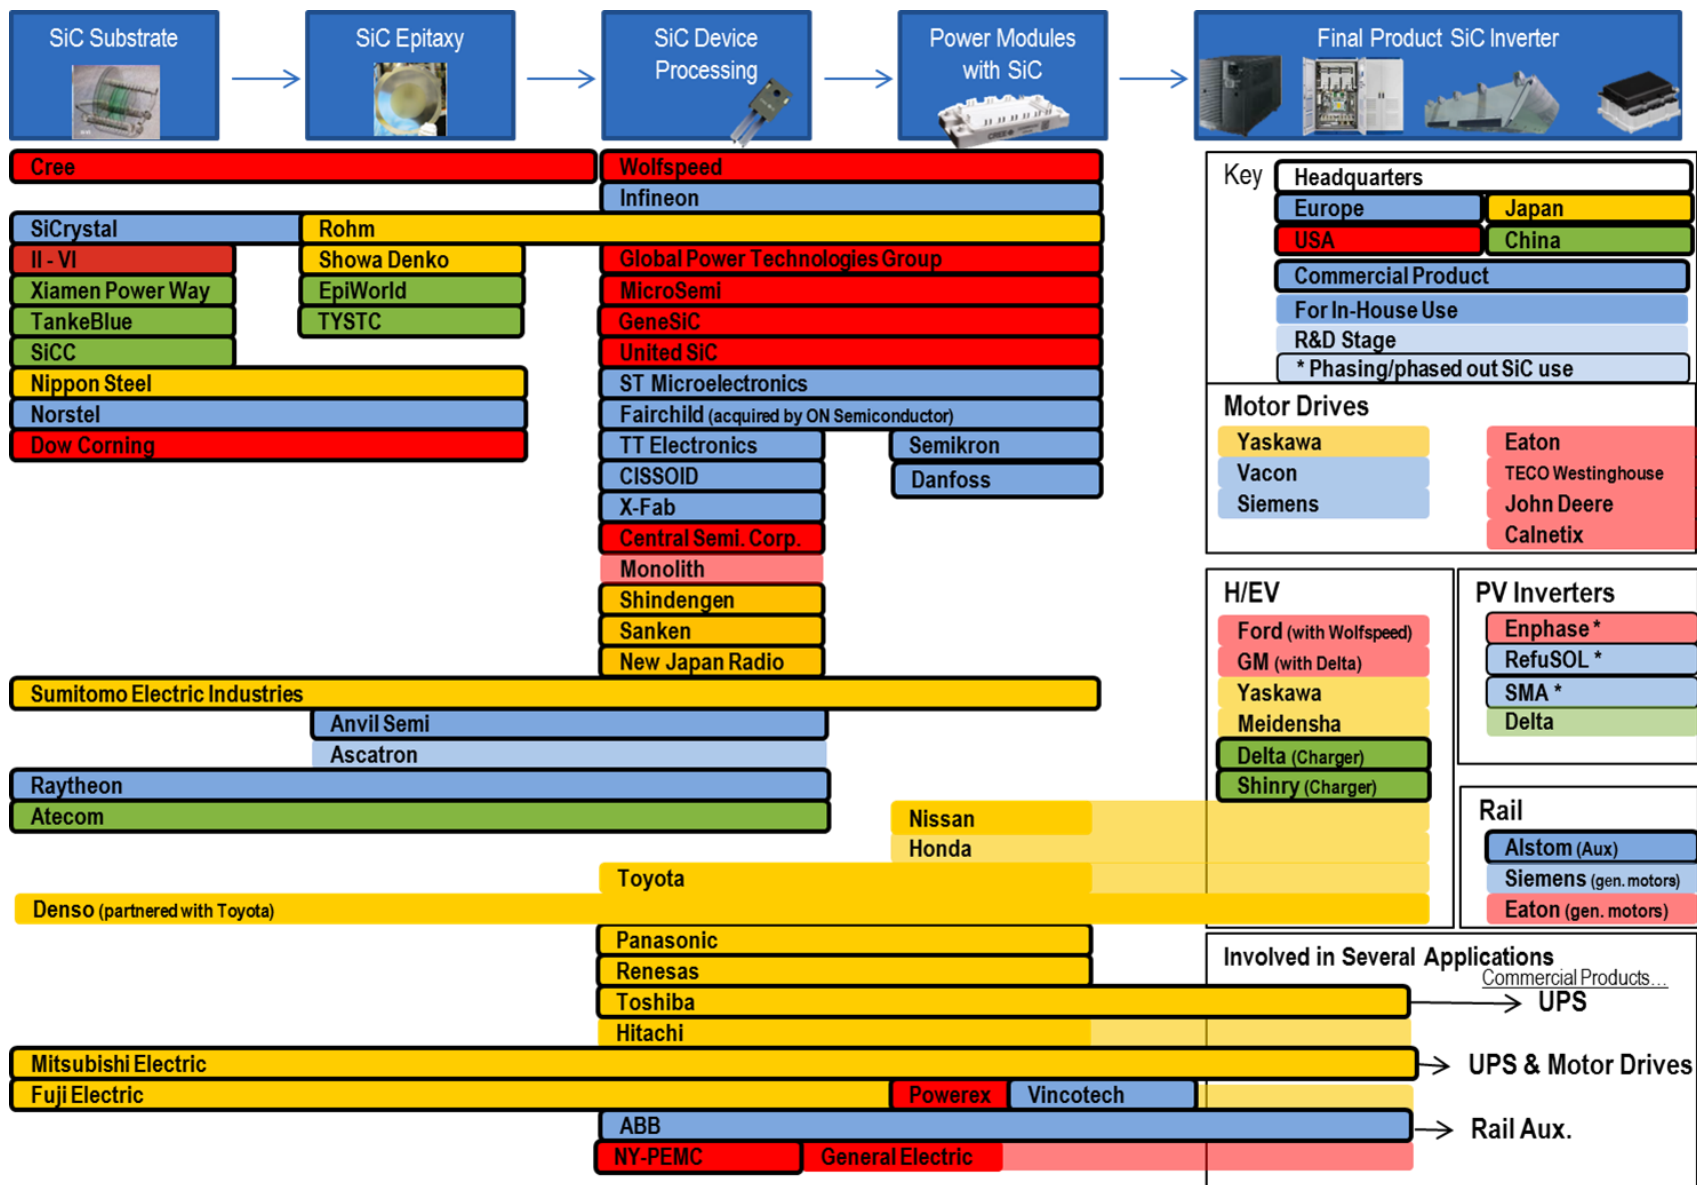 SiC Substrate
SiC Epitaxy
SiC Device
Processing
Power Modules
with SiC
Final Product SiC Inverter
CREE
Cree
Wolfspeed
Infineon
SiCrystal
Rohm
II - VI
Showa Denko
Global Power Technologies Group
Xiamen Power Way
EpiWorld
MicroSemi
TankeBlue
TYSTC
GeneSiC
SiCC
United SiC
Nippon Steel
ST Microelectronics
Norstel
Fairchild (acquired by ON Semiconductor)
Dow Corning
TT Electronics
Semikron
CISSOID
Danfoss
X-Fab
Central Semi. Corp.
Monolith
Shindengen
Sanken
New Japan Radio
Sumitomo Electric Industries
Anvil Semi
Ascatron
Raytheon
Atecom
Nissan
Honda
Toyota
Denso (partnered with Toyota)
Panasonic
Renesas
Toshiba
Hitachi
Mitsubishi Electric
Fuji Electric
Powerex
Vincotech
ABB
NY-PEMC
General Electric
Key
Headquarters
Europe
Japan
USA
China
Commercial Product
For In-House Use
R&D Stage
* Phasing/phased out SiC use
Motor Drives
Yaskawa
Eaton
Vacon
TECO Westinghouse
Siemens
John Deere
Calnetix
H/EV
Ford (with Wolfspeed)
GM (with Delta)
Yaskawa
Meidensha
Delta (Charger)
Shinry (Charger)
PV Inverters
Enphase *
RefuSOL *
SMA *
Delta
Rail
Alstom (Aux)
Siemens (gen. motors)
Eaton (gen. motors)
Involved in Several Applications
Commercial Products...
UPS
UPS & Motor Drives
Rail Aux.